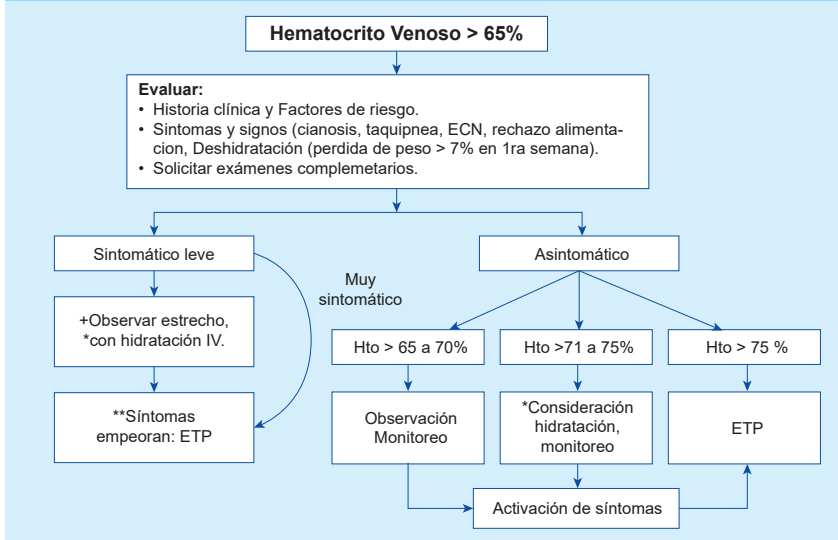 Hematocrito Venoso > 65%
Evaluar:
• Historia clínica y Factores de riesgo.
• Sintomas y signos (cianosis, taquipnea, ECN, rechazo alimenta-
cion, Deshidratación (perdida de peso > 7% en 1ra semana).
• Solicitar exámenes complemetarios.
Sintomático leve
Asintomático
Muy
sintomático
+Observar estrecho,
*con hidratación IV.
Hto > 65 a 70%
Hto >71 a 75%
Hto > 75 %
**Síntomas
empeoran: ETP
Observación
Monitoreo
*Consideración
hidratación,
monitoreo
ETP
Activación de síntomas